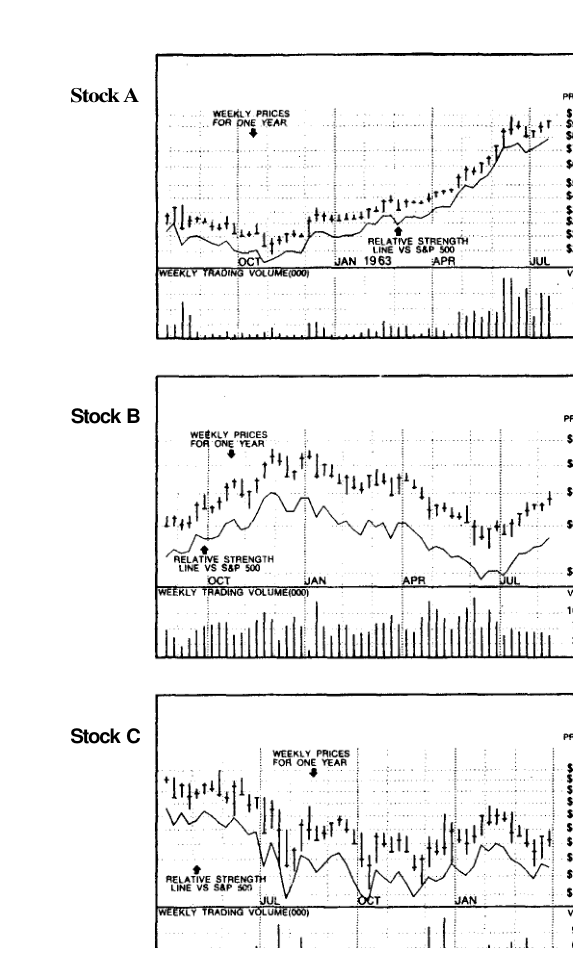 Stock A
PR
WEEKLY PRICES
FOR ONE YEAR
$
$
$
$
$
$
$
$
$
$
RELATIVE STRENGTH
LINE VS S&P 500
OCT
JAN 1963
APR
JUL
WEEKLY TRADING VOLUME(000)
V
Stock B
PR
WEEKLY PRICES
FOR ONE YEAR
$
$
$
$
RELATIVE STRENGTH
LINE VS S&P 500
$
OCT
JAN
APR
JUL
WEEKLY TRADING VOLUME(000)
V
Stock C
PR
WEEKLY PRICES
FOR ONE YEAR
$
$
$
$
$
$
$
$
$
RELATIVE STRENGTH
LINE VS S&P 500
JUL
OCT
JAN
WEEKLY TRADING VOLUME(000)
V